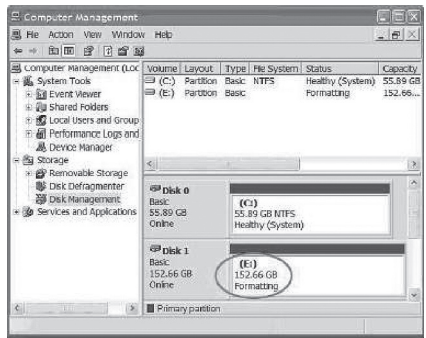 Computer Management
File Action View Window Help
Computer Management (Loc
System Tools
Event Viewer
Shared Folders
Local Users and Group
Performance Logs and
Device Manager
Storage
Removable Storage
Disk Defragmenter
Disk Management
Services and Applications
Volume Layout Type File System Status Capacity
(C:) Partition Basic NTFS Healthy (System) 55.89 GB
(E:) Partition Basic Formatting 152.66...
Disk 0
Basic
55.89 GB
Online
(C:)
55.89 GB NTFS
Healthy (System)
Disk 1
Basic
152.66 GB
Online
(E:)
152.66 GB
Formatting
Primary partition